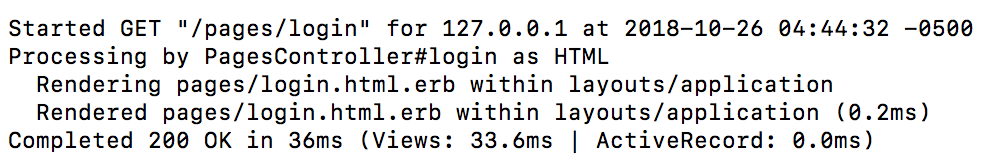 Started GET "/pages/login" for 127.0.0.1 at 2018-10-26 04:44:32 -0500
Processing by PagesController#login as HTML
  Rendering pages/login.html.erb within layouts/application
  Rendered pages/login.html.erb within layouts/application (0.2ms)
Completed 200 OK in 36ms (Views: 33.6ms | ActiveRecord: 0.0ms)